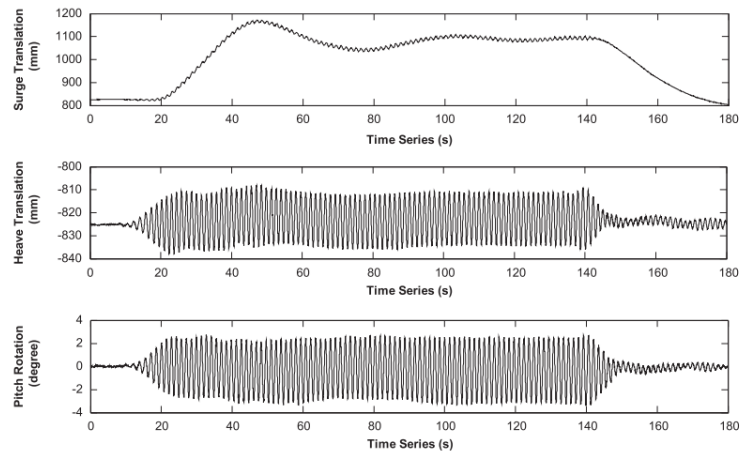 Surge Translation
(mm)
1200
1100
1000
900
800
0 20 40 60 80 100 120 140 160 180
Time Series (s)
Heave Translation
(mm)
-800
-810
-820
-830
-840
0 20 40 60 80 100 120 140 160 180
Time Series (s)
Pitch Rotation
(degree)
4
2
0
-2
-4
0 20 40 60 80 100 120 140 160 180
Time Series (s)